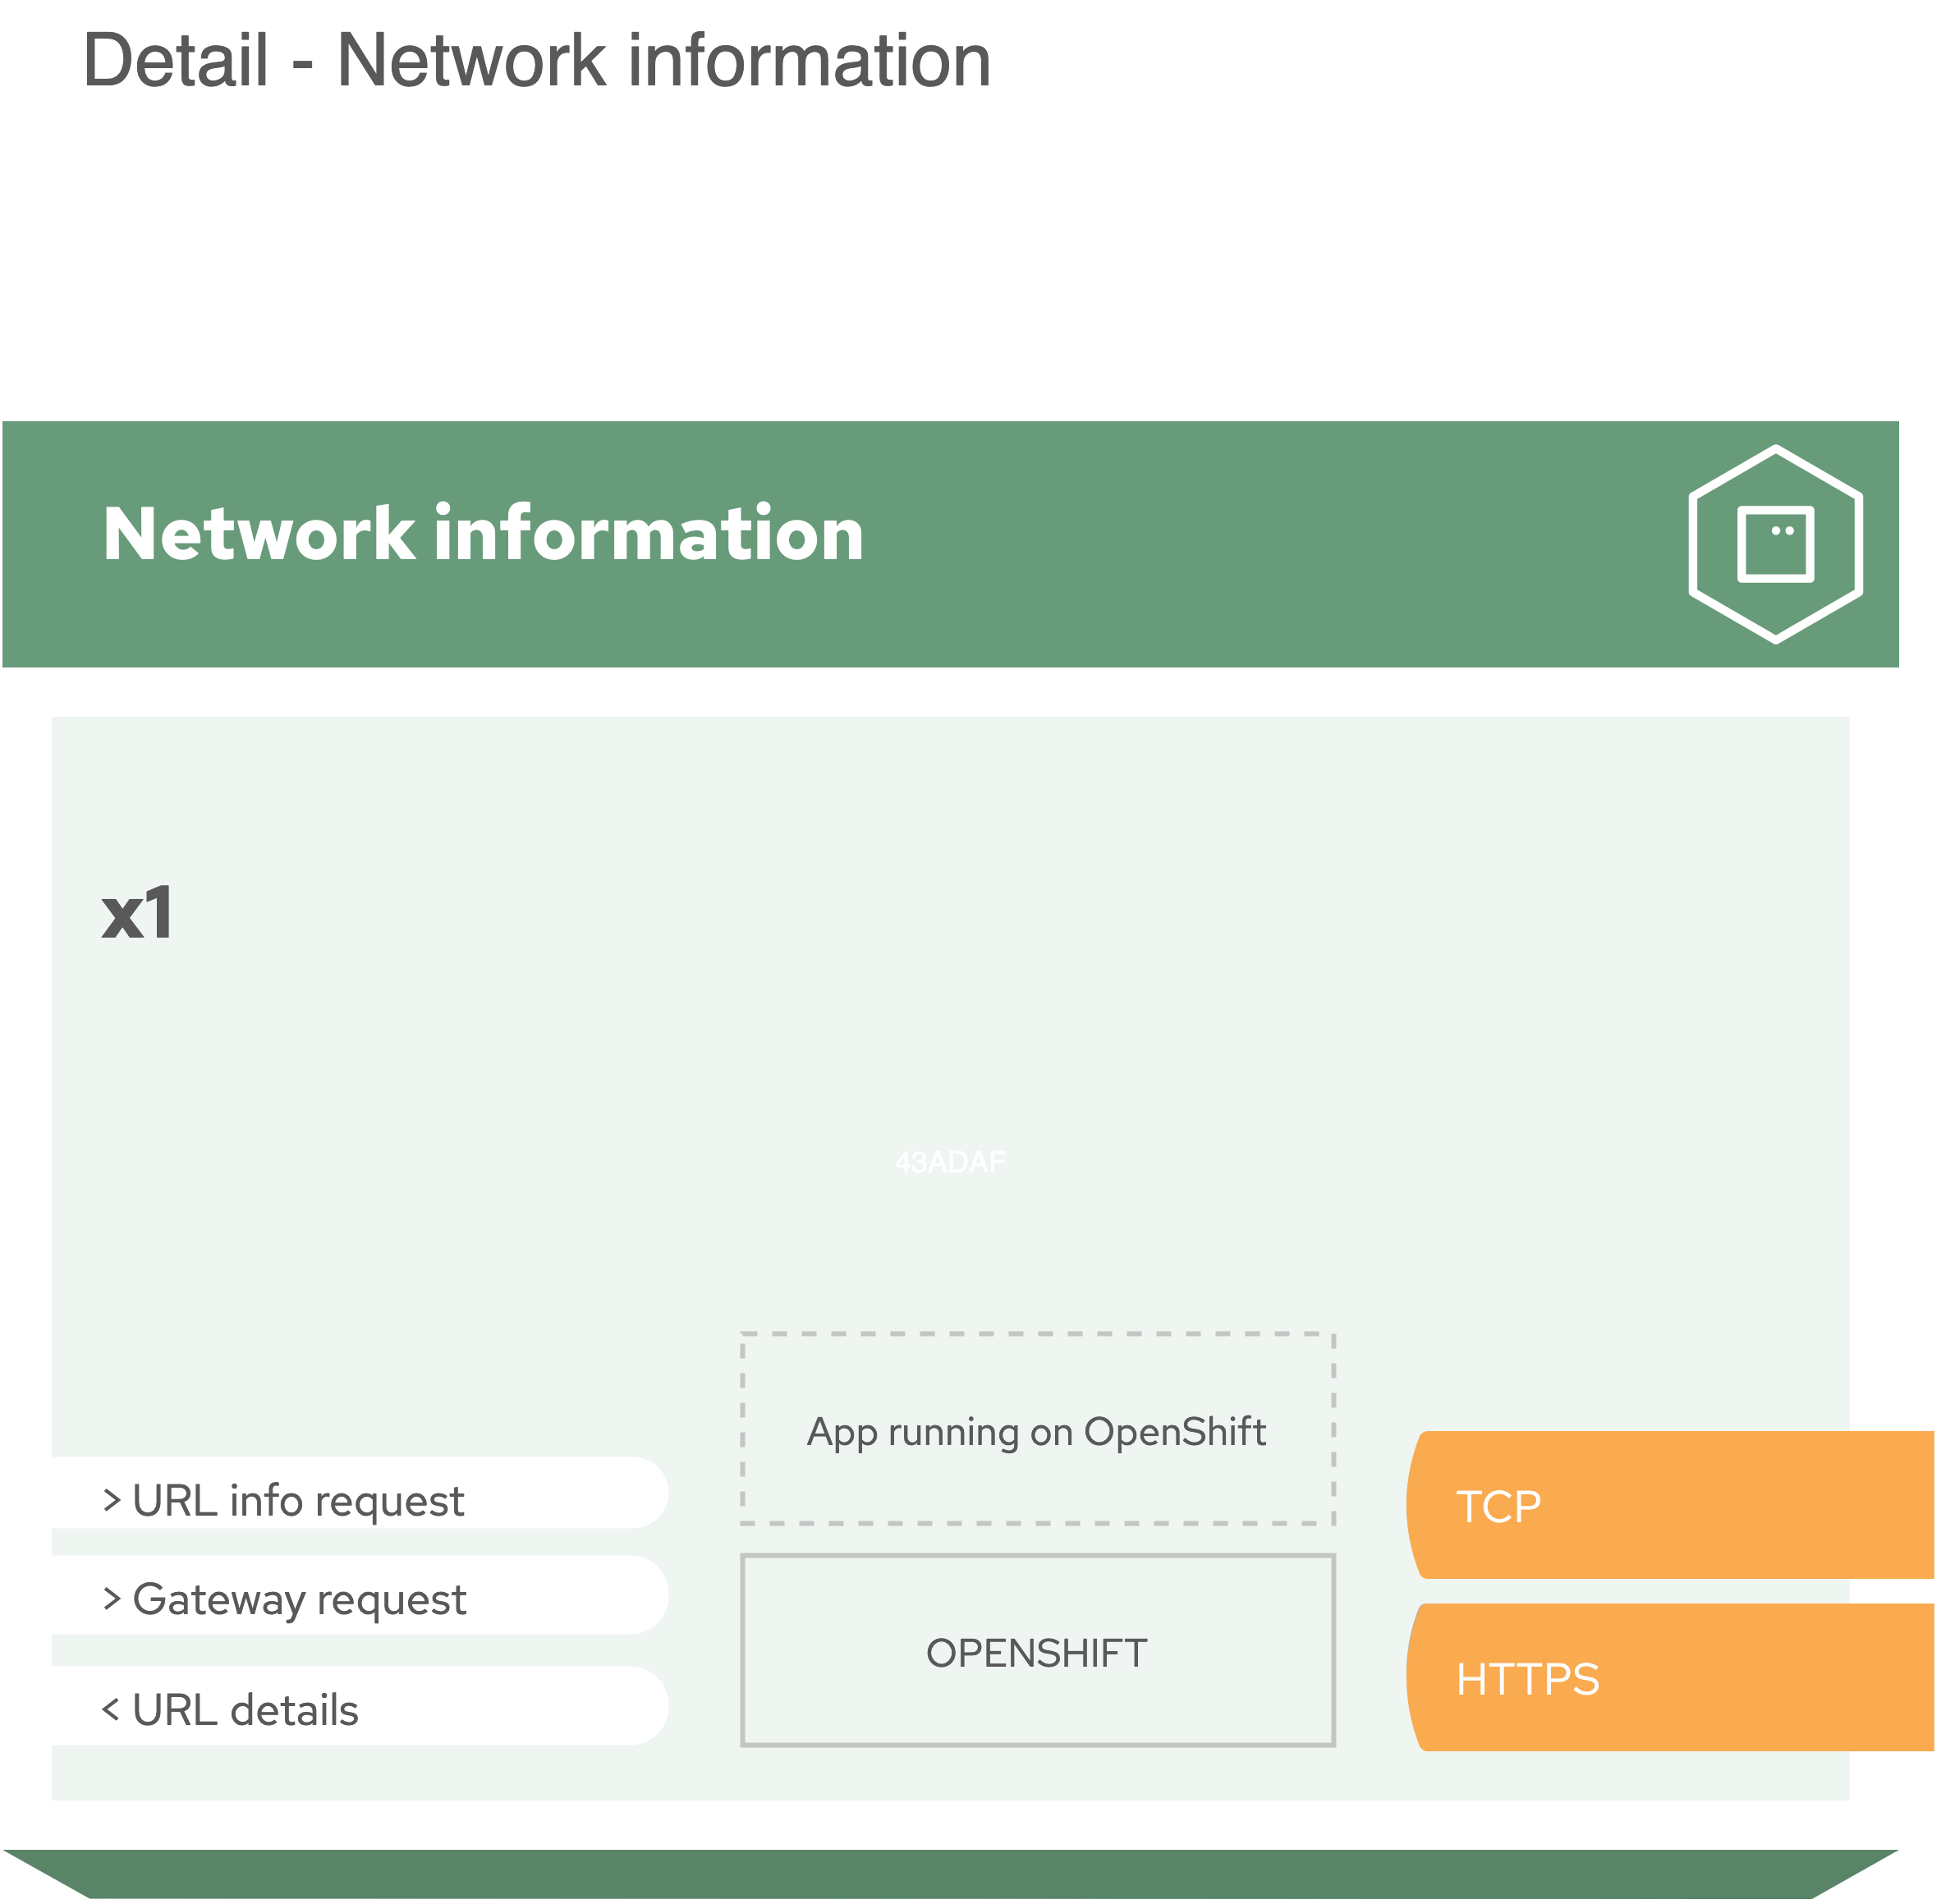 Detail - Network information
Network information
x1
43ADAF
App running on OpenShift
> URL info request
> Gateway request
< URL details
OPENSHIFT
TCP
HTTPS